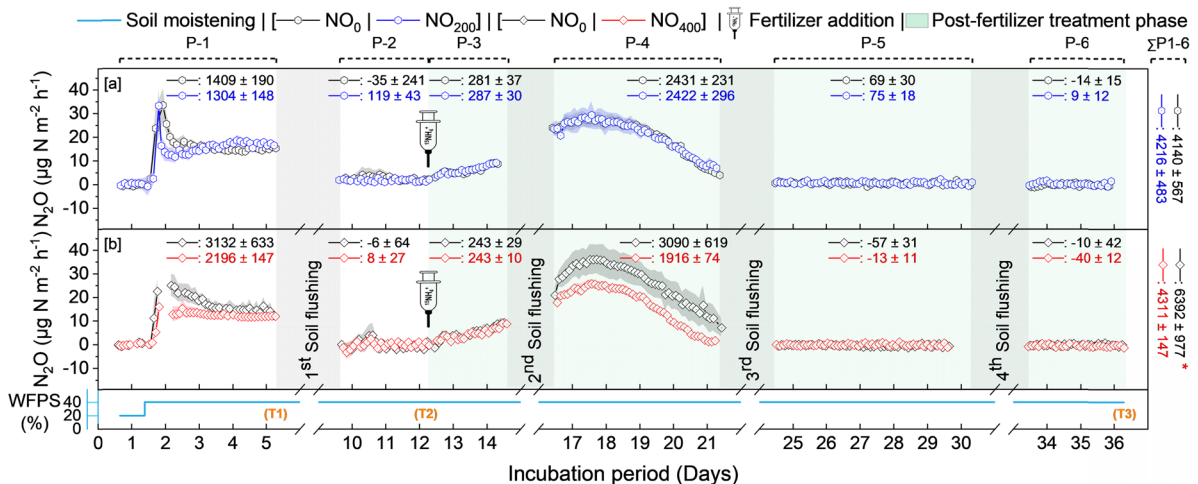 Soil moistening | [ NO0 | NO200] | [ NO0 | NO400] | Fertilizer addition | Post-fertilizer treatment phase
P-1 P-2 P-3 P-4 P-5 P-6 ∑P1-6
[a]
: 1409 ± 190 : -35 ± 241 : 281 ± 37 : 2431 ± 231 : 69 ± 30 : -14 ± 15
: 1304 ± 148 : 119 ± 43 : 287 ± 30 : 2422 ± 296 : 75 ± 18 : 9 ± 12
: 4140 ± 567
: 4216 ± 483
N2O (µg N m-2 h-1)
40
30
20
10
0
-10
[b]
: 3132 ± 633 : -6 ± 64 : 243 ± 29 : 3090 ± 619 : -57 ± 31 : -10 ± 42
: 2196 ± 147 : 8 ± 27 : 243 ± 10 : 1916 ± 74 : -13 ± 11 : -40 ± 12
: 6392 ± 977
: 4311 ± 147 *
N2O (µg N m-2 h-1)
40
30
20
10
0
-10
1st Soil flushing
2nd Soil flushing
3rd Soil flushing
4th Soil flushing
WFPS
(%)
40
20
(T1) (T2) (T3)
0 1 2 3 4 5 10 11 12 13 14 17 18 19 20 21 25 26 27 28 29 30 34 35 36
Incubation period (Days)